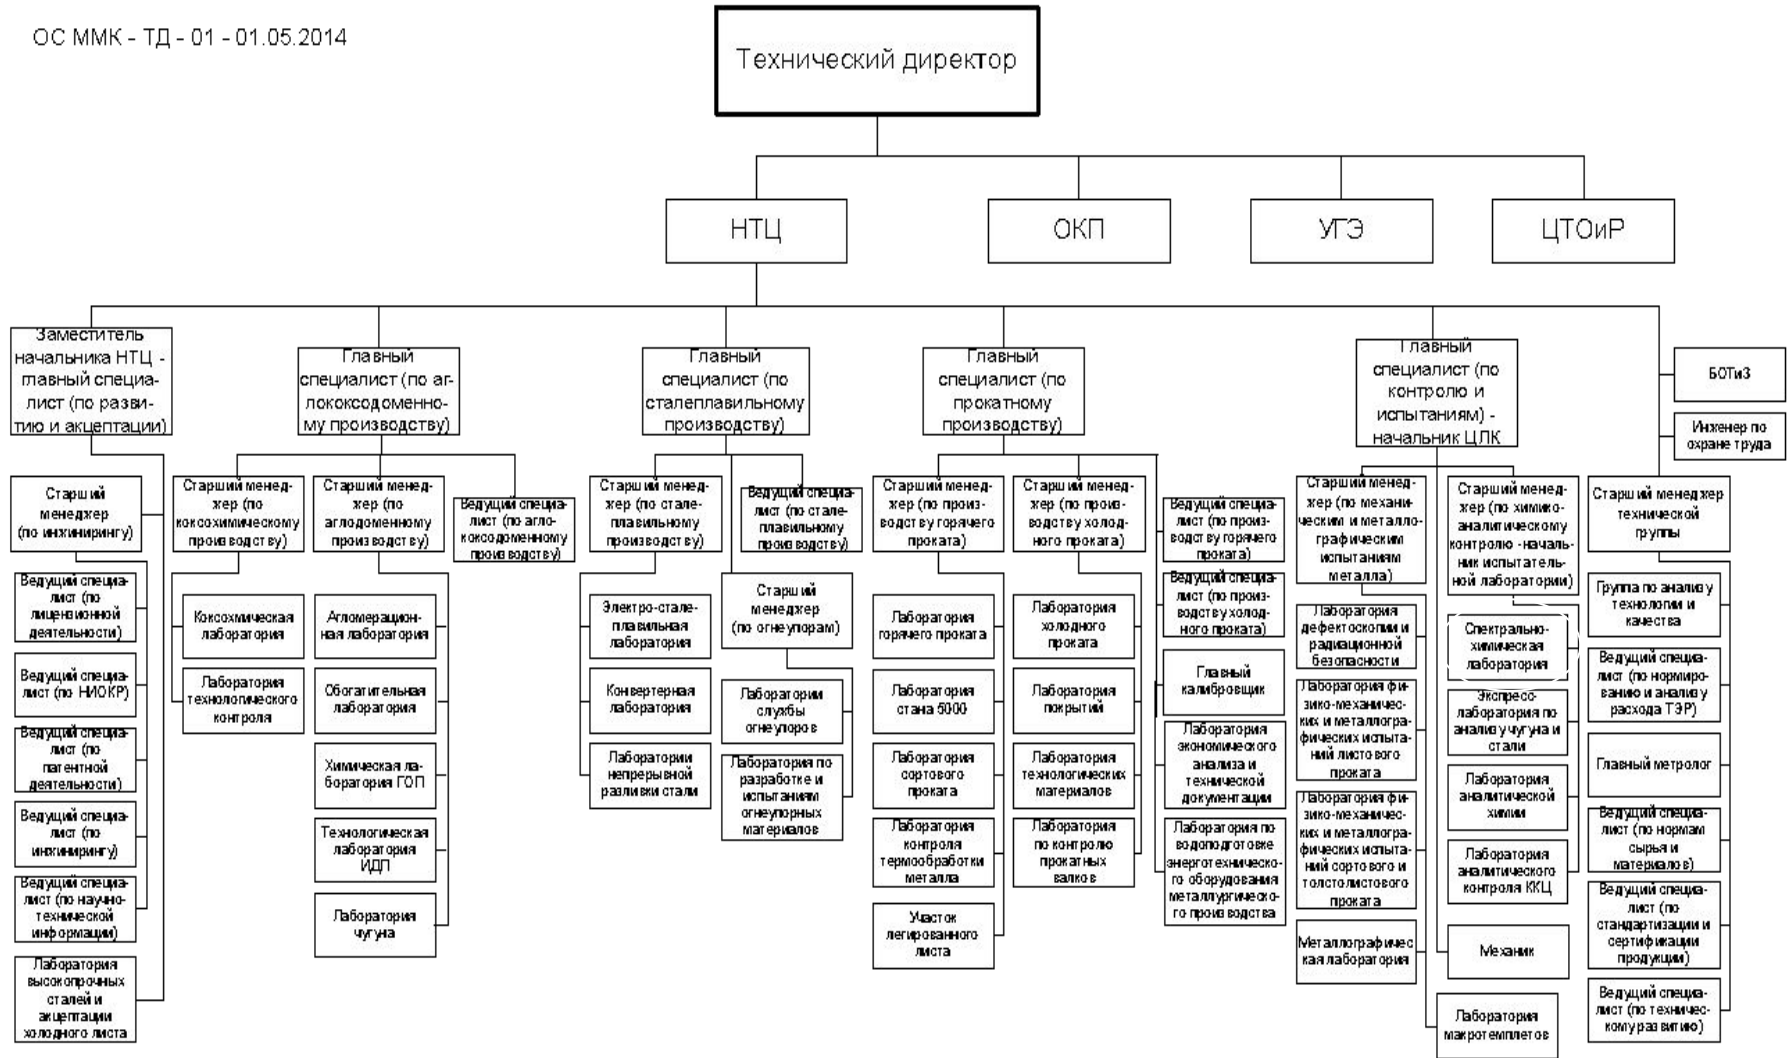 ОС ММК - ТД - 01 - 01.05.2014
Технический директор
НТЦ
ОКП
УГЭ
ЦТОиР
Заместитель
начальника НТЦ -
главный специа-
лист (по разви-
тию и акцептации)
Главный
специалист (по аг-
лококсодоменно-
му производству)
Главный
специалист (по
сталеплавильному
производству)
Главный
специалист (по
прокатному
производству)
Главный
специалист (по
контролю и
испытаниям) -
начальник ЦЛК
БОТиЗ
Инженер по
охране труда
Старший
менеджер
(по инжинирингу)
Ведущий специа-
лист (по
лицензионной
деятельности)
Ведущий специа-
лист (по НИОКР)
Ведущий специа-
лист (по
патентной
деятельности)
Ведущий специа-
лист (по
инжинирингу)
Ведущий специа-
лист (по научно-
технической
информации)
Лаборатория
высокопрочных
сталей и
акцептации
холодного листа
Старший менед-
жер (по
коксохимическому
производству)
Коксохмическая
лаборатория
Лаборатория
технологического
контроля
Старший менед-
жер (по
аглодоменному
производству)
Агломерацион-
ная лаборатория
Обогатительная
лаборатория
Химическая ла-
боратория ГОП
Технологическая
лаборатория
ИДП
Лаборатория
чугуна
Ведущий специа-
лист (по агло-
коксодоменному
производству)
Старший менед-
жер (по стале-
плавильному
производству)
Электро-стале-
плавильная
лаборатория
Конвертерная
лаборатория
Лаборатории
непрерывной
разливки стали
Ведущий специа-
лист (по стале-
плавильному
производству)
Старший
менеджер
(по огнеупорам)
Лаборатории
службы
огнеупоров
Лаборатория по
разработке и
испытаниям
огнеупорных
материалов
Старший менед-
жер (по произ-
водству горячего
проката)
Лаборатория
горячего проката
Лаборатория
стана 5000
Лаборатория
сортового
проката
Лаборатория
контроля
термообработки
металла
Участок
легированного
листа
Старший менед-
жер (по произ-
водству холод-
ного проката)
Лаборатория
холодного
проката
Лаборатория
покрытий
Лаборатория
технологических
материалов
Лаборатория
по контролю
прокатных
валков
Ведущий специа-
лист (по произ-
водству горячего
проката)
Ведущий специа-
лист (по произ-
водству холод-
ного проката)
Главный
калибровщик
Лаборатория
экономического
анализа и
технической
документации
Лаборатория по
водоподготовке
энерготехническо-
го оборудования
металлургическо-
го производства
Старший менед-
жер (по механи-
ческим и металло-
графическим
испытаниям
металла)
Лаборатория
дефектоскопии и
радиационной
безопасности
Лаборатория фи-
зико-механичес-
ких и металлогра-
фических испыта-
ний листового
проката
Лаборатория фи-
зико-механичес-
ких и металлогра-
фических испыта-
ний сортового и
толстолистового
проката
Металлографичес
кая лаборатория
Старший менед-
жер (по химико-
аналитическому
контролю -началь-
ник испытатель-
ной лаборатории)
Спектрально-
химическая
лаборатория
Экспресс-
лаборатория по
анализу чугуна и
стали
Лаборатория
аналитической
химии
Лаборатория
аналитического
контроля ККЦ
Механик
Лаборатория
макротемплетов
Старший менеджер
технической
группы
Группа по анализу
технологии и
качества
Ведущий специа-
лист (по нормиро-
ванию и анализу
расхода ТЭР)
Главный метролог
Ведущий специа-
лист (по нормам
сырья и
материалов)
Ведущий специа-
лист (по
стандартизации и
сертификации
продукции)
Ведущий специа-
лист (по техничес-
кому развитию)